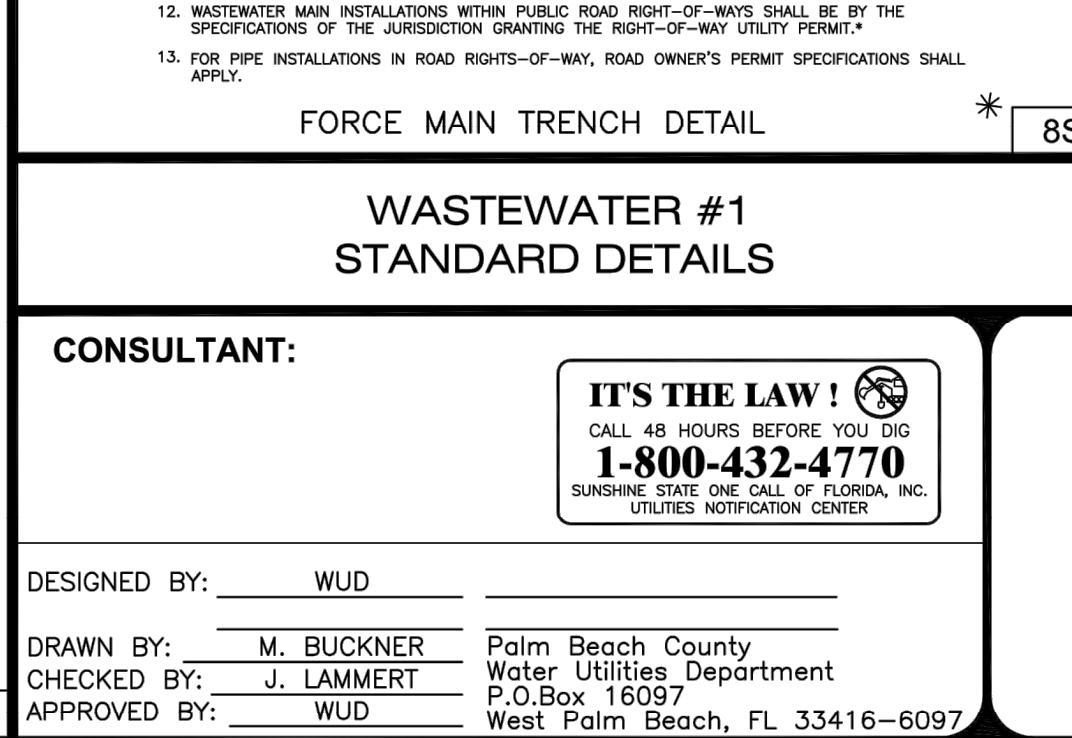 12. WASTEWATER MAIN INSTALLATIONS WITHIN PUBLIC ROAD RIGHT-OF-WAYS SHALL BE BY THE
SPECIFICATIONS OF THE JURISDICTION GRANTING THE RIGHT-OF-WAY UTILITY PERMIT.*
13. FOR PIPE INSTALLATIONS IN ROAD RIGHTS-OF-WAY, ROAD OWNER'S PERMIT SPECIFICATIONS SHALL
APPLY.
FORCE MAIN TRENCH DETAIL
*
WASTEWATER #1
STANDARD DETAILS
CONSULTANT:
IT'S THE LAW !
CALL 48 HOURS BEFORE YOU DIG
1-800-432-4770
SUNSHINE STATE ONE CALL OF FLORIDA, INC.
UTILITIES NOTIFICATION CENTER
DESIGNED BY: WUD
DRAWN BY: M. BUCKNER
CHECKED BY: J. LAMMERT
APPROVED BY: WUD
Palm Beach County
Water Utilities Department
P.O.Box 16097
West Palm Beach, FL 33416-6097